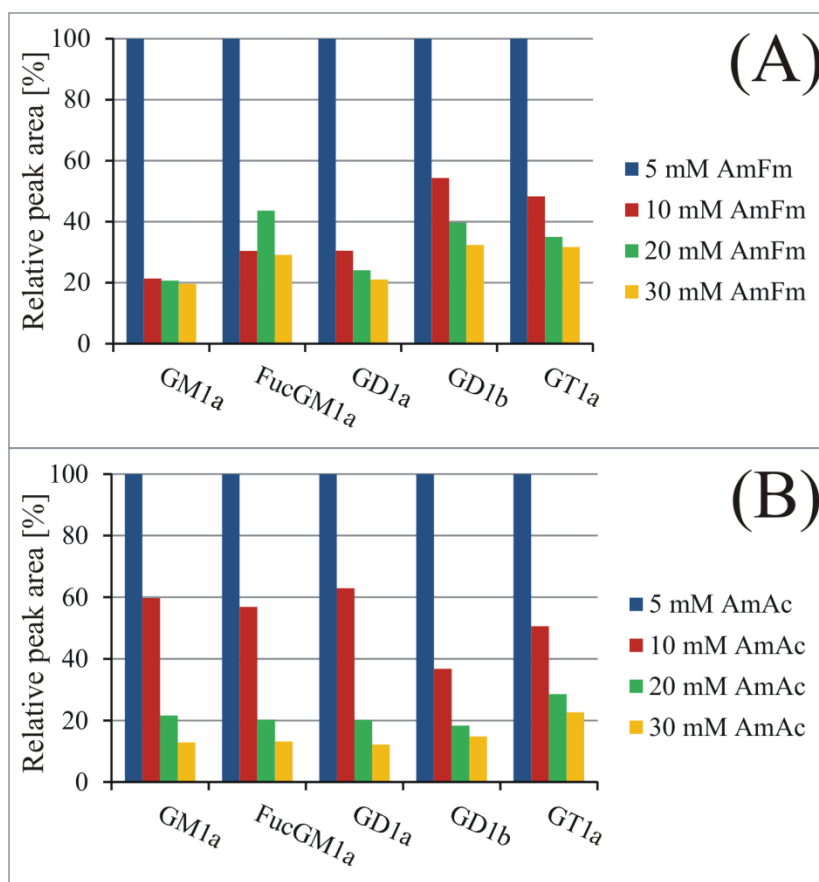 (A)
Relative peak area [%]
100
80
60
40
20
0
GM1a
FucGM1a
GD1a
GD1b
GT1a
5 mM AmFm
10 mM AmFm
20 mM AmFm
30 mM AmFm
(B)
Relative peak area [%]
100
80
60
40
20
0
GM1a
FucGM1a
GD1a
GD1b
GT1a
5 mM AmAc
10 mM AmAc
20 mM AmAc
30 mM AmAc